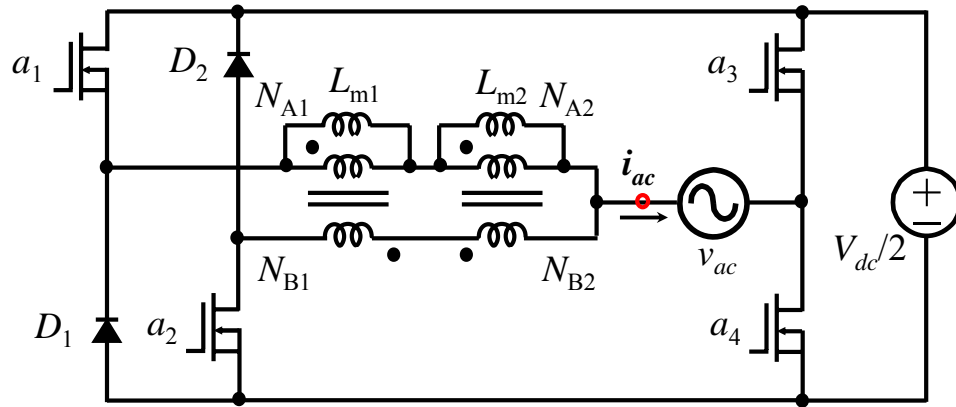 a1
D2
Lm1
Lm2
a3
NA1
NA2
iac
+
−
vac
Vdc/2
NB1
NB2
D1
a2
a4